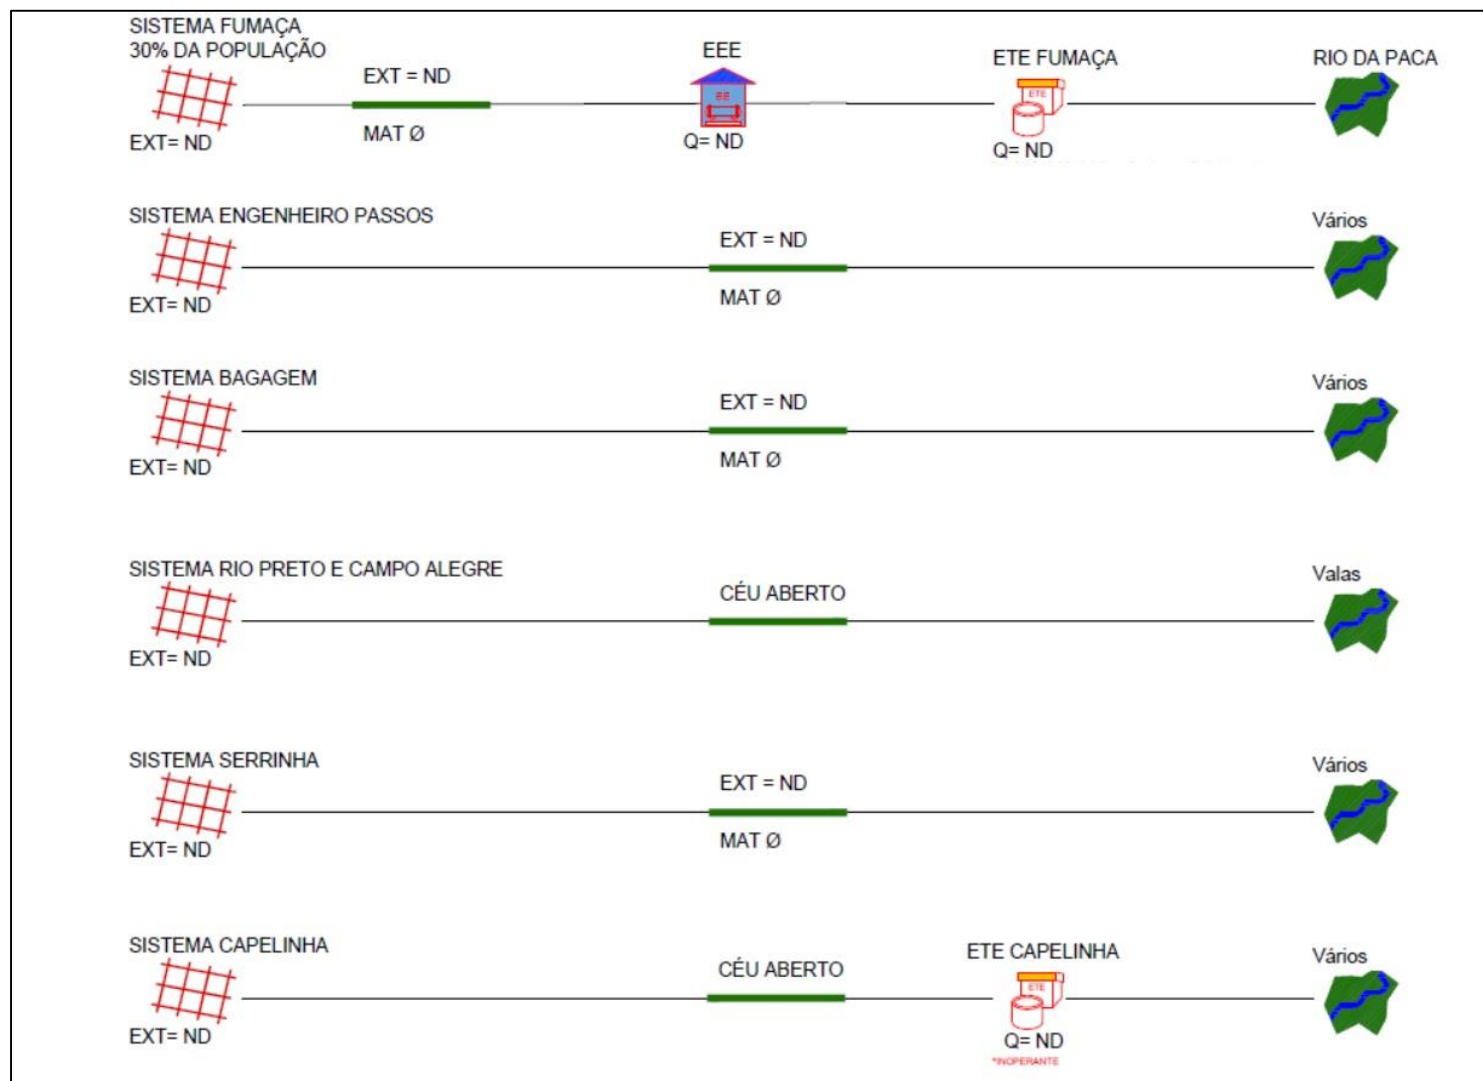 SISTEMA FUMAÇA
30% DA POPULAÇÃO
EXT= ND
EXT = ND
MAT Ø
EEE
EE
Q= ND
ETE FUMAÇA
ETE
Q= ND
RIO DA PACA
SISTEMA ENGENHEIRO PASSOS
EXT= ND
EXT = ND
MAT Ø
Vários
SISTEMA BAGAGEM
EXT= ND
EXT = ND
MAT Ø
Vários
SISTEMA RIO PRETO E CAMPO ALEGRE
EXT= ND
CÉU ABERTO
Valas
SISTEMA SERRINHA
EXT= ND
EXT = ND
MAT Ø
Vários
SISTEMA CAPELINHA
EXT= ND
CÉU ABERTO
ETE CAPELINHA
ETE
Q= ND
*INOPERANTE
Vários